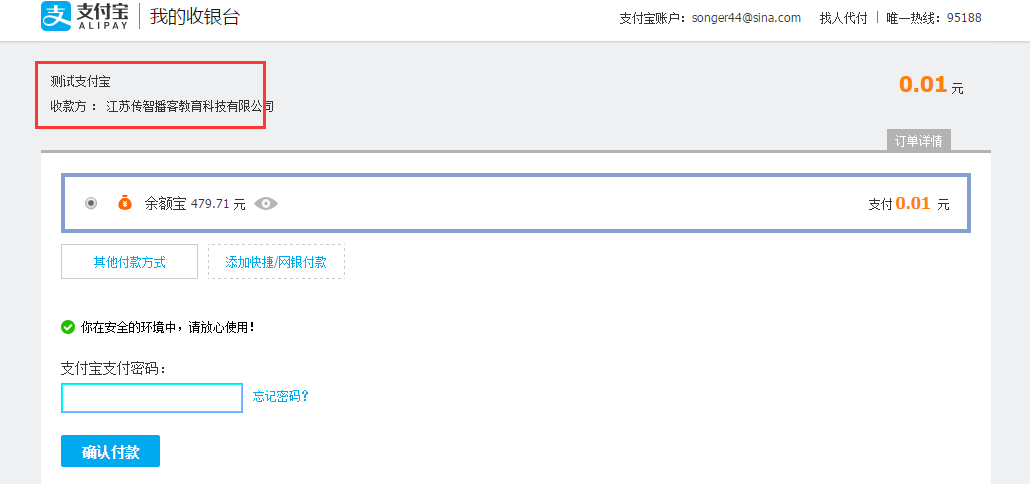 支付宝 ALIPAY 我的收银台 支付宝账户：songer44@sina.com 找人代付 唯一热线：95188
测试支付宝
收款方 ： 江苏传智播客教育科技有限公司
0.01 元
订单详情
余额宝 479.71 元 支付 0.01 元
其他付款方式 添加快捷/网银付款
你在安全的环境中，请放心使用！
支付宝支付密码：
忘记密码？
确认付款